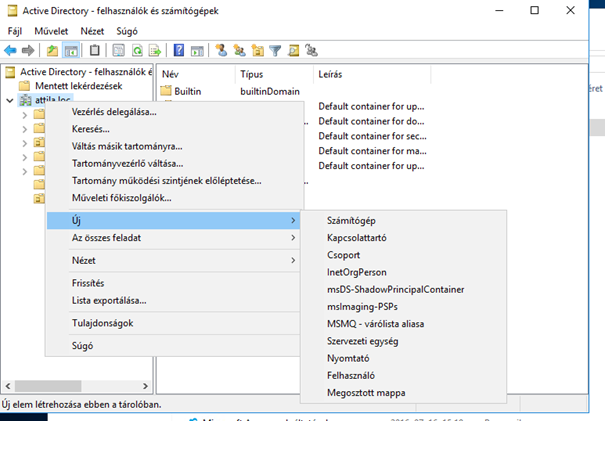 Active Directory - felhasználók és számítógépek
Fájl Művelet Nézet Súgó
Active Directory - felhasználók é
Mentett lekérdezések
attila.loc
Név Típus Leírás
Builtin builtinDomain
Default container for up...
Default container for do...
Default container for sec...
Default container for ma...
Default container for up...
Vezérlés delegálása...
Keresés...
Váltás másik tartományra...
Tartományvezérlő váltása...
Tartomány működési szintjének előléptetése...
Műveleti főkiszolgálók...
Új
Az összes feladat
Nézet
Frissítés
Lista exportálása...
Tulajdonságok
Súgó
Számítógép
Kapcsolattartó
Csoport
InetOrgPerson
msDS-ShadowPrincipalContainer
msImaging-PSPs
MSMQ - várólista aliasa
Szervezeti egység
Nyomtató
Felhasználó
Megosztott mappa
Új elem létrehozása ebben a tárolóban.